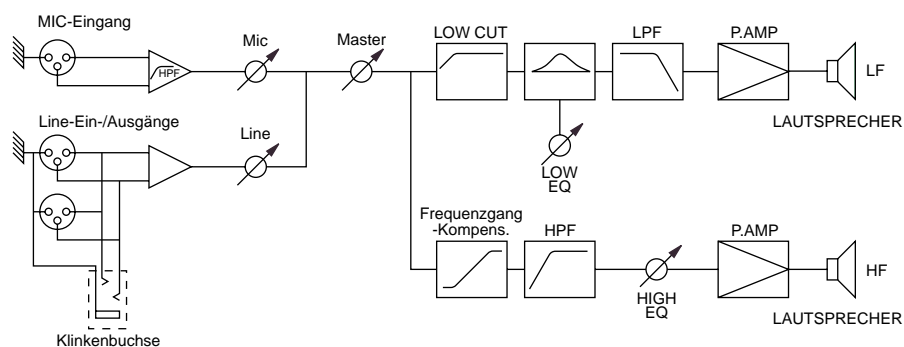 MIC-Eingang
HPF
Mic
Master
LOW CUT
LPF
P.AMP
LF
LAUTSPRECHER
Line-Ein-/Ausgänge
Line
LOW
EQ
Frequenzgang
-Kompens.
HPF
HIGH
EQ
P.AMP
HF
LAUTSPRECHER
Klinkenbuchse